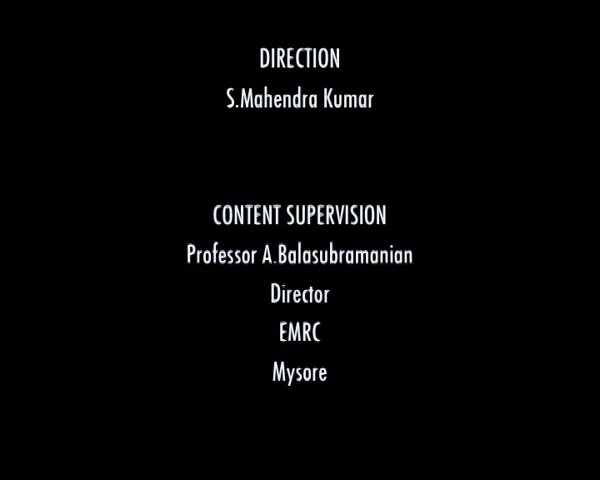 DIRECTION
S.Mahendra Kumar
CONTENT SUPERVISION
Professor A.Balasubramanian
Director
EMRC
Mysore